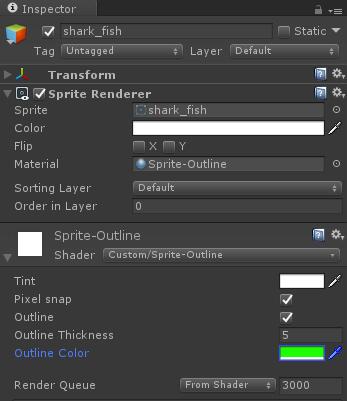 Inspector
shark_fish Static
Tag Untagged Layer Default
Transform
Sprite Renderer
Sprite shark_fish
Color
Flip X Y
Material Sprite-Outline
Sorting Layer Default
Order in Layer 0
Sprite-Outline
Shader Custom/Sprite-Outline
Tint
Pixel snap
Outline
Outline Thickness 5
Outline Color
Render Queue From Shader 3000